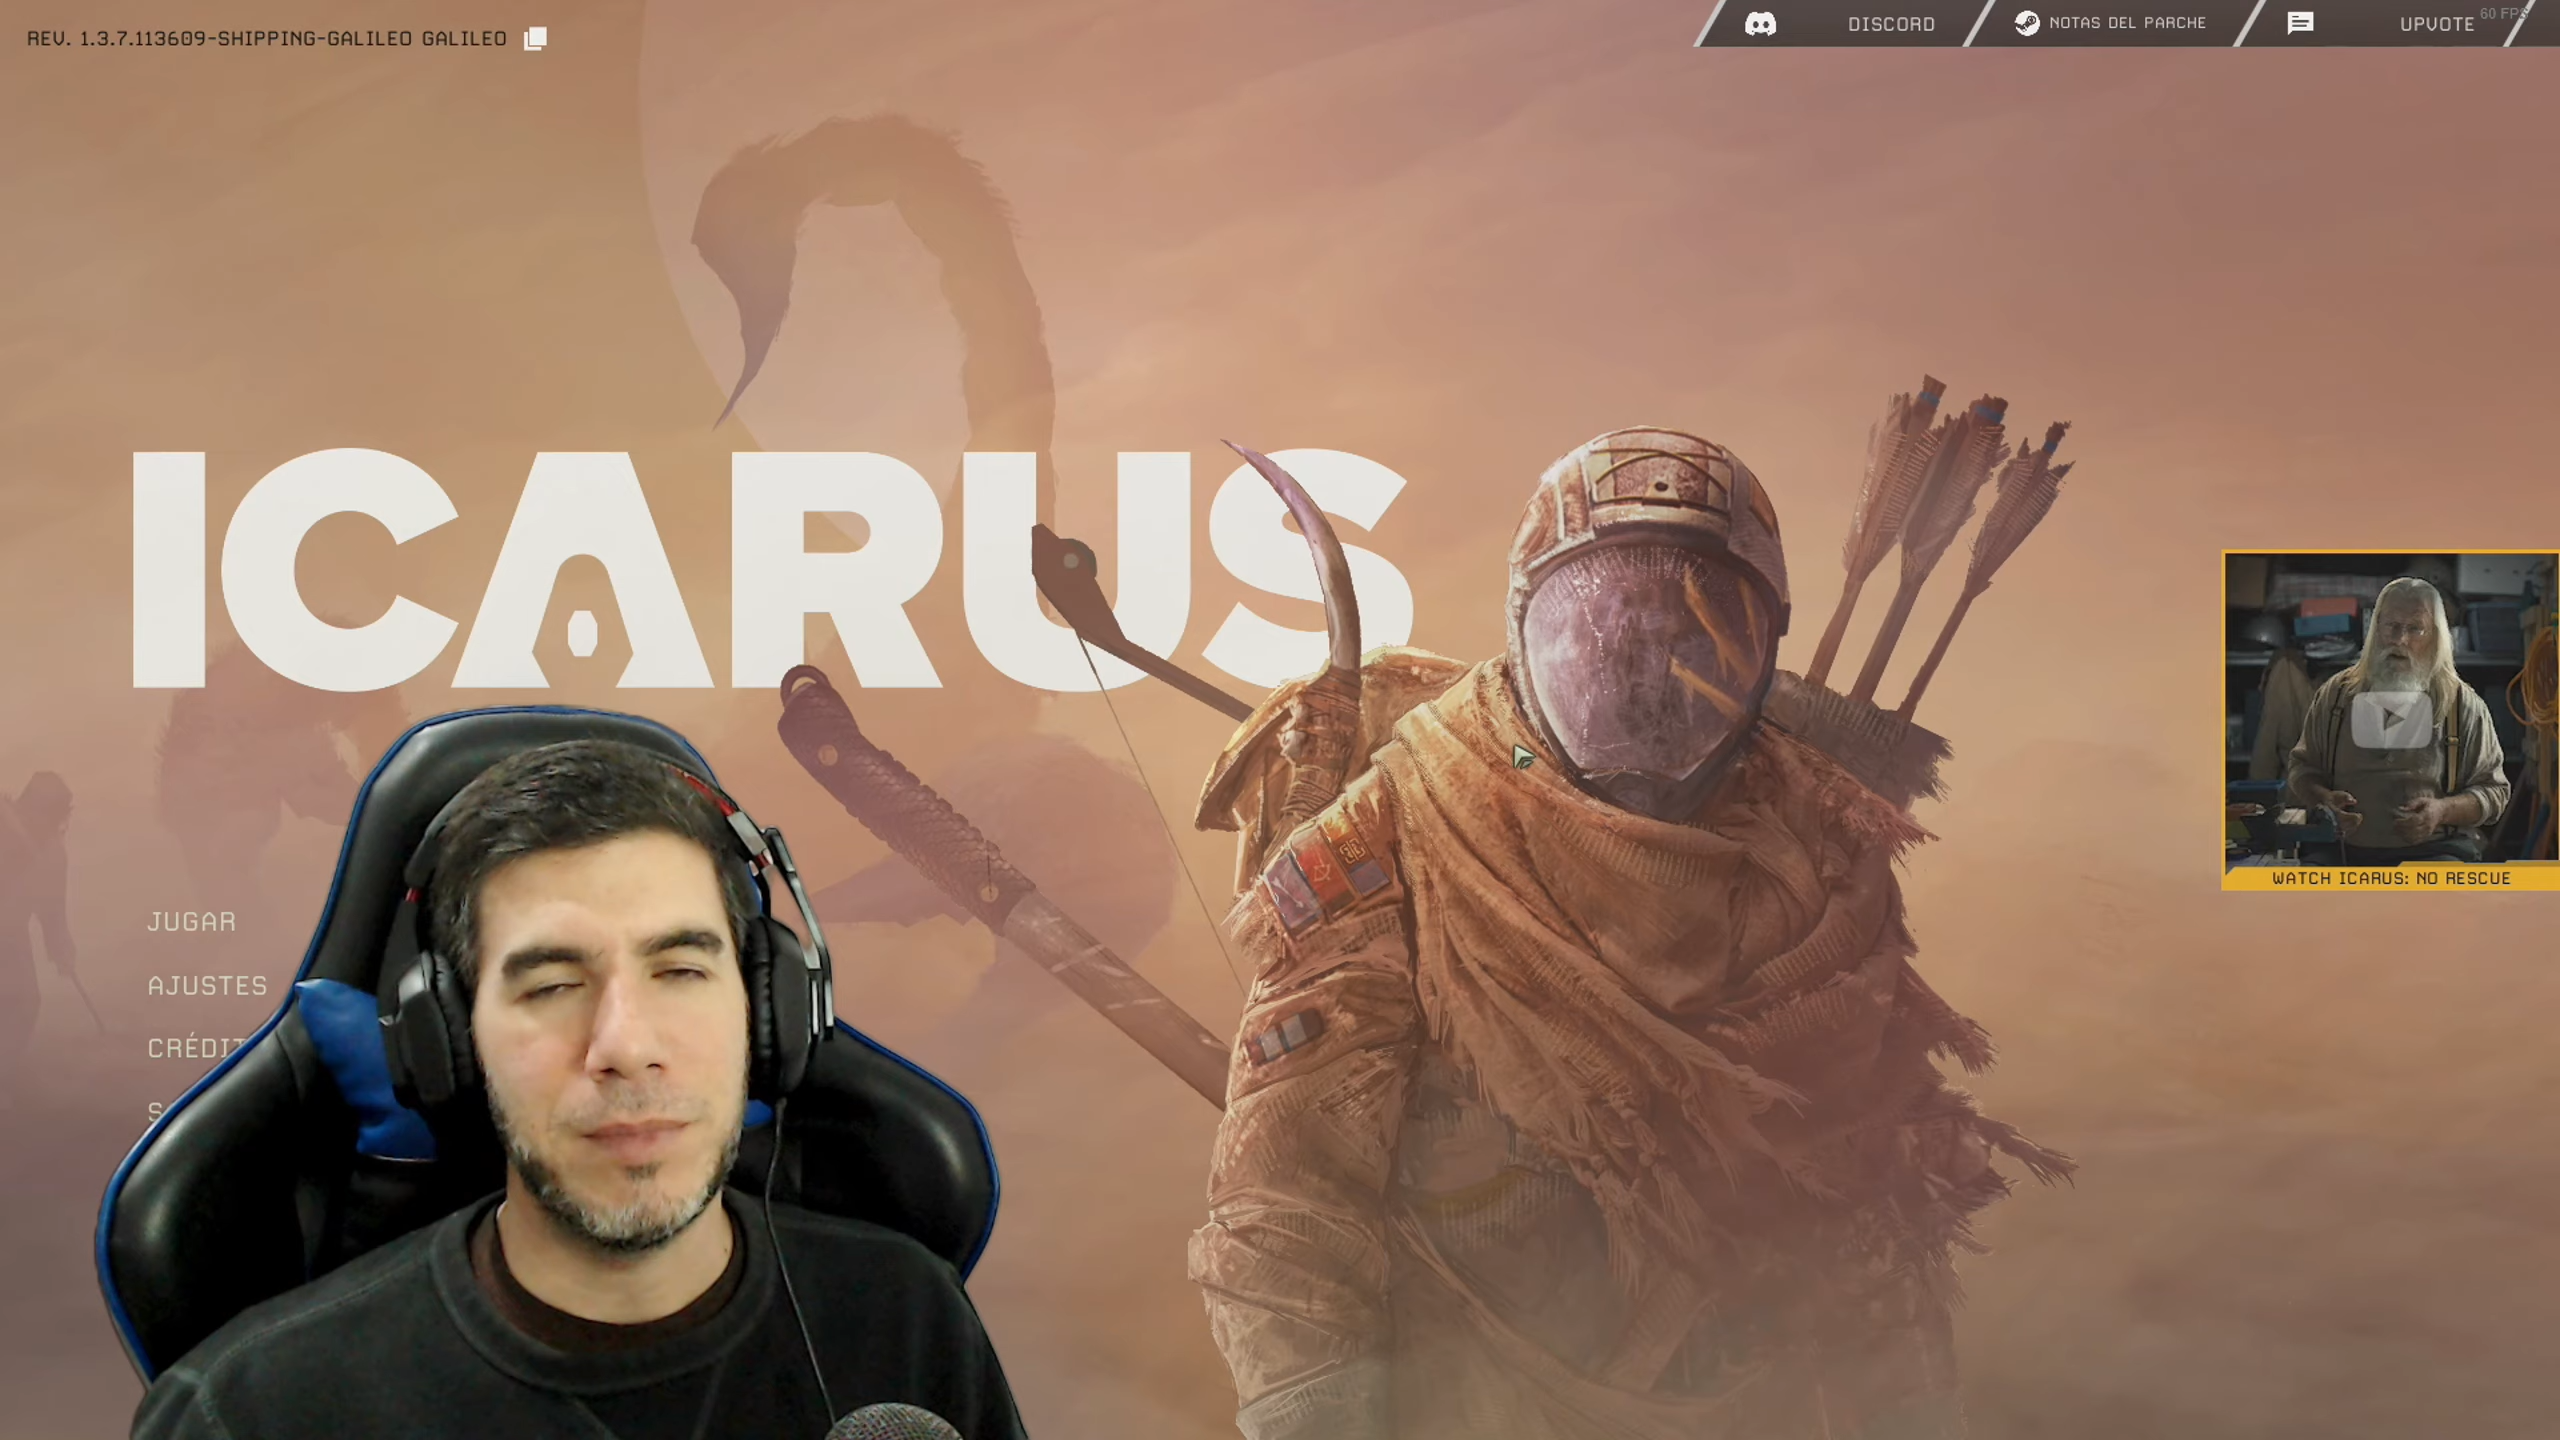 REV. 1.3.7.113609-SHIPPING-GALILEO GALILEO
DISCORD
NOTAS DEL PARCHE
UPVOTE
60 FPS
ICARUS
WATCH ICARUS: NO RESCUE
JUGAR
AJUSTES
CRÉDIT
S